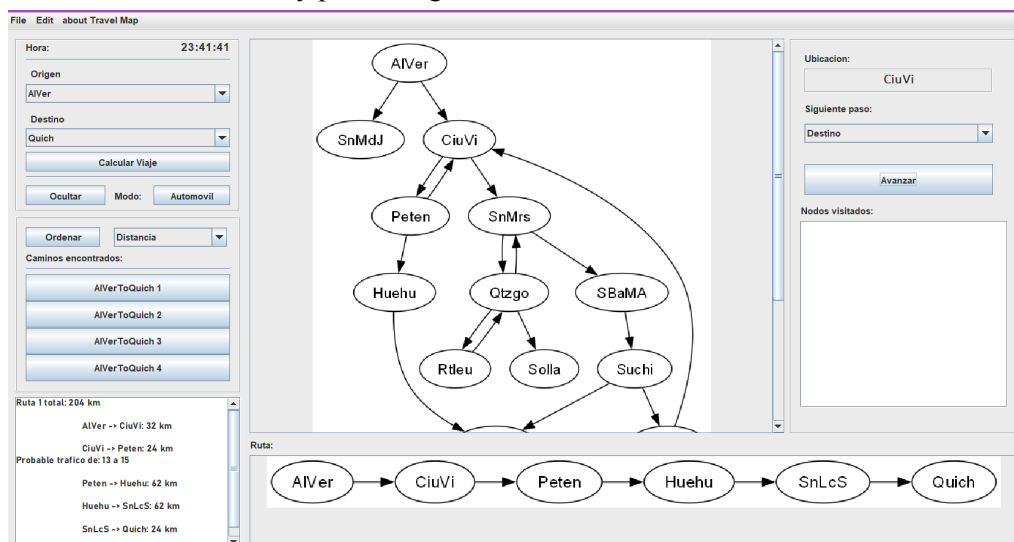 File Edit about Travel Map
Hora: 23:41:41
Origen
AlVer
Destino
Quich
Calcular Viaje
Ocultar Modo: Automovil
Ordenar Distancia
Caminos encontrados:
AlVerToQuich 1
AlVerToQuich 2
AlVerToQuich 3
AlVerToQuich 4
Ruta 1 total: 204 km
AlVer -> CiuVi: 32 km
CiuVi -> Peten: 24 km
Probable trafico de: 13 a 15
Peten -> Huehu: 62 km
Huehu -> SnLcS: 62 km
SnLcS -> Quich: 24 km
AlVer
SnMdJ CiuVi
Peten SnMrs
Huehu Qtzgo SBaMA
Rtleu Solla Suchi
Ruta:
AlVer CiuVi Peten Huehu SnLcS Quich
Ubicacion:
CiuVi
Siguiente paso:
Destino
Avanzar
Nodos visitados: